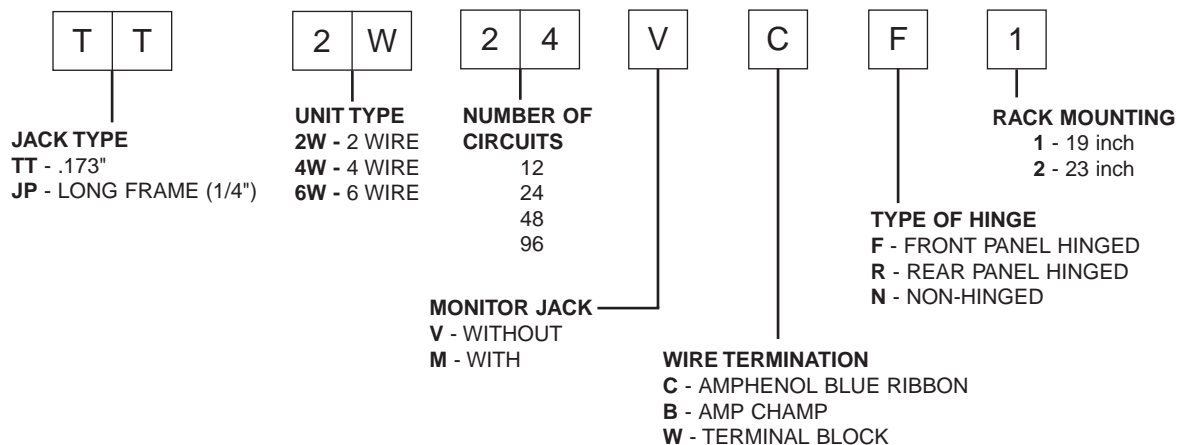 T T 2 W 2 4 V C F 1
JACK TYPE
TT - .173"
JP - LONG FRAME (1/4")
UNIT TYPE
2W - 2 WIRE
4W - 4 WIRE
6W - 6 WIRE
NUMBER OF
CIRCUITS
12
24
48
96
RACK MOUNTING
1 - 19 inch
2 - 23 inch
TYPE OF HINGE
F - FRONT PANEL HINGED
R - REAR PANEL HINGED
N - NON-HINGED
MONITOR JACK
V - WITHOUT
M - WITH
WIRE TERMINATION
C - AMPHENOL BLUE RIBBON
B - AMP CHAMP
W - TERMINAL BLOCK